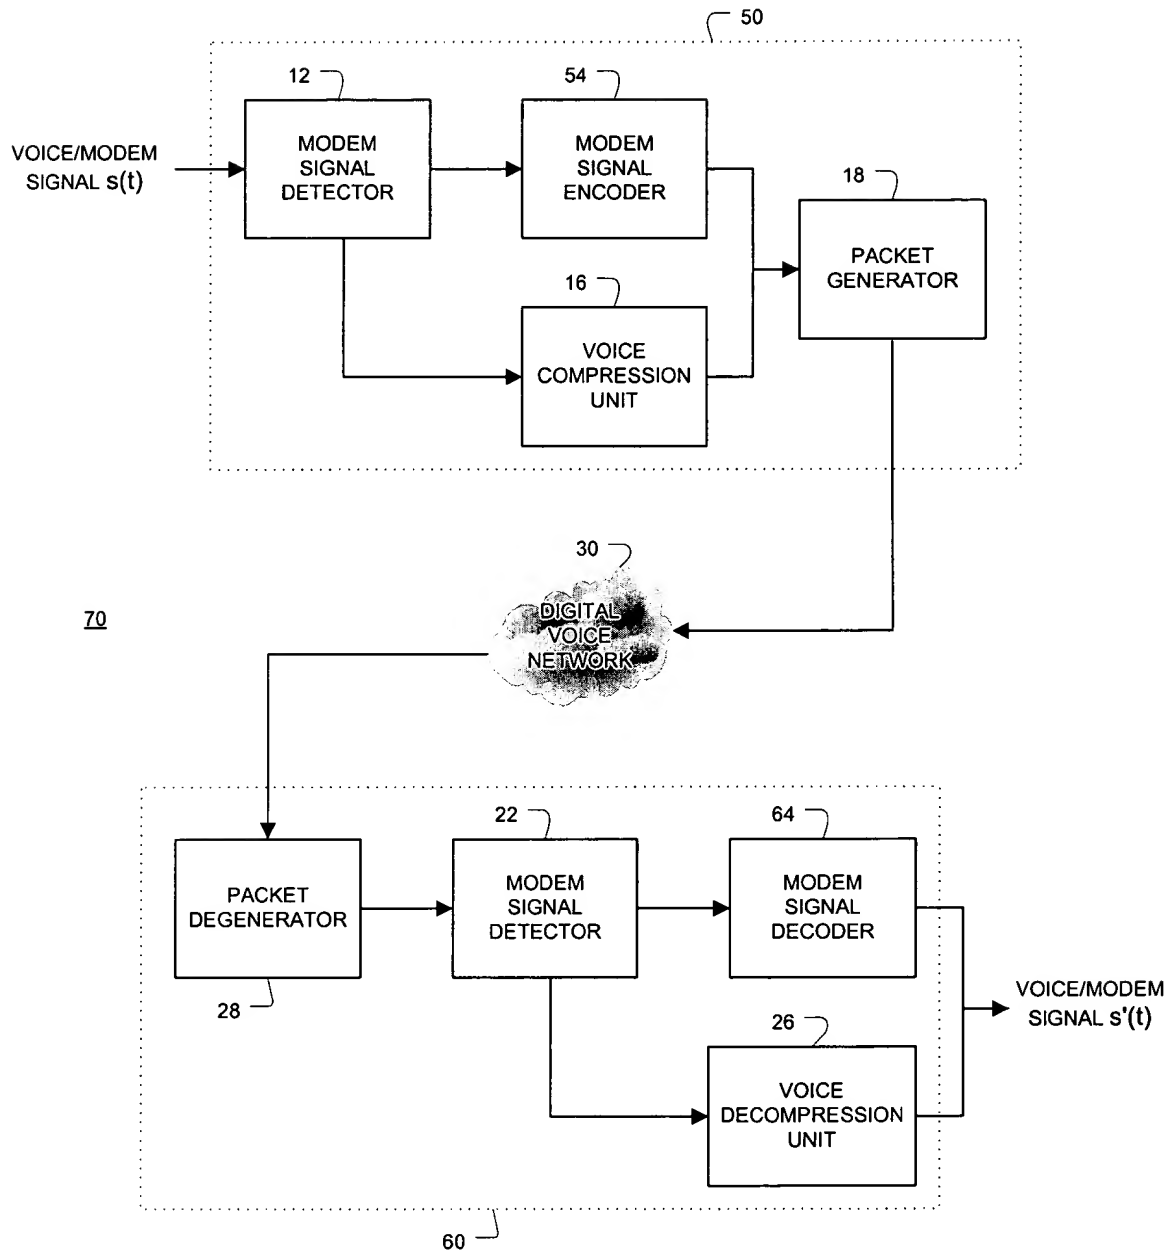 50
12
54
VOICE/MODEM
SIGNAL s(t)
MODEM
SIGNAL
DETECTOR
MODEM
SIGNAL
ENCODER
18
PACKET
GENERATOR
16
VOICE
COMPRESSION
UNIT
30
DIGITAL
VOICE
NETWORK
70
22
64
PACKET
DEGENERATOR
MODEM
SIGNAL
DETECTOR
MODEM
SIGNAL
DECODER
28
26
VOICE/MODEM
SIGNAL s'(t)
VOICE
DECOMPRESSION
UNIT
60